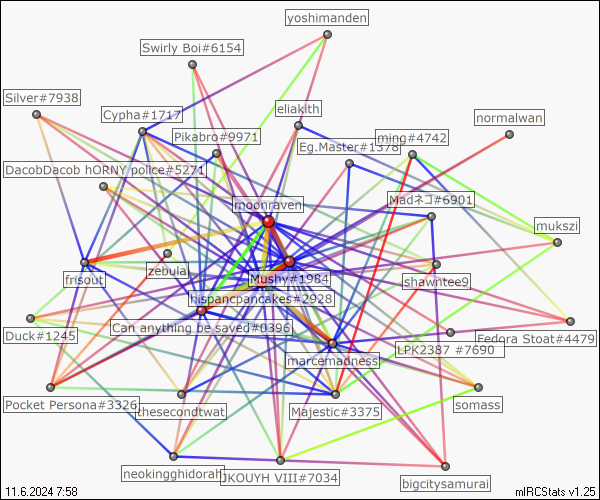 yoshimanden
Swirly Boi#6154
Silver#7938
Cypha#1717
eliakith
normalwan
Pikabro#9971
Eg.Master#1378
ming#4742
DacobDacob hORNY police#5271
moonraven
Madネコ#6901
mukszi
frisout
zebulai
Mushy#1984
shawntee9
hispancpancakes#2928
Duck#1245
Can anything be saved#0396
marcemadness
LPK2387 #7690
Fedora Stoat#4479
Pocket Persona#3326
thesecondtwat
Majestic#3375
somass
neokingghidorah
JKOUYH VIII#7034
bigcitysamurai
11.6.2024 7:58
mIRCStats v1.25